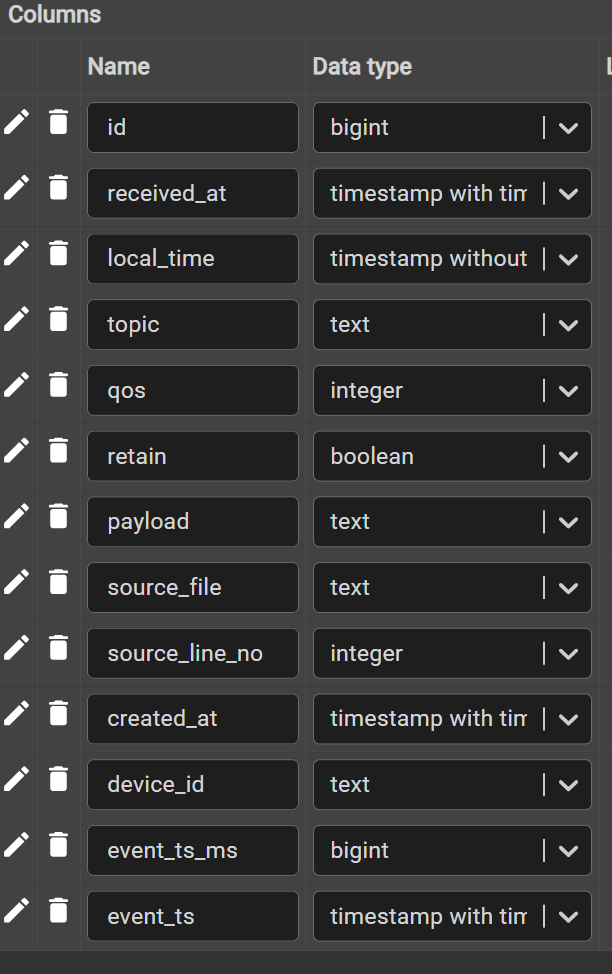 Columns
Name Data type
id bigint
received_at timestamp with tim
local_time timestamp without
topic text
qos integer
retain boolean
payload text
source_file text
source_line_no integer
created_at timestamp with tim
device_id text
event_ts_ms bigint
event_ts timestamp with tim